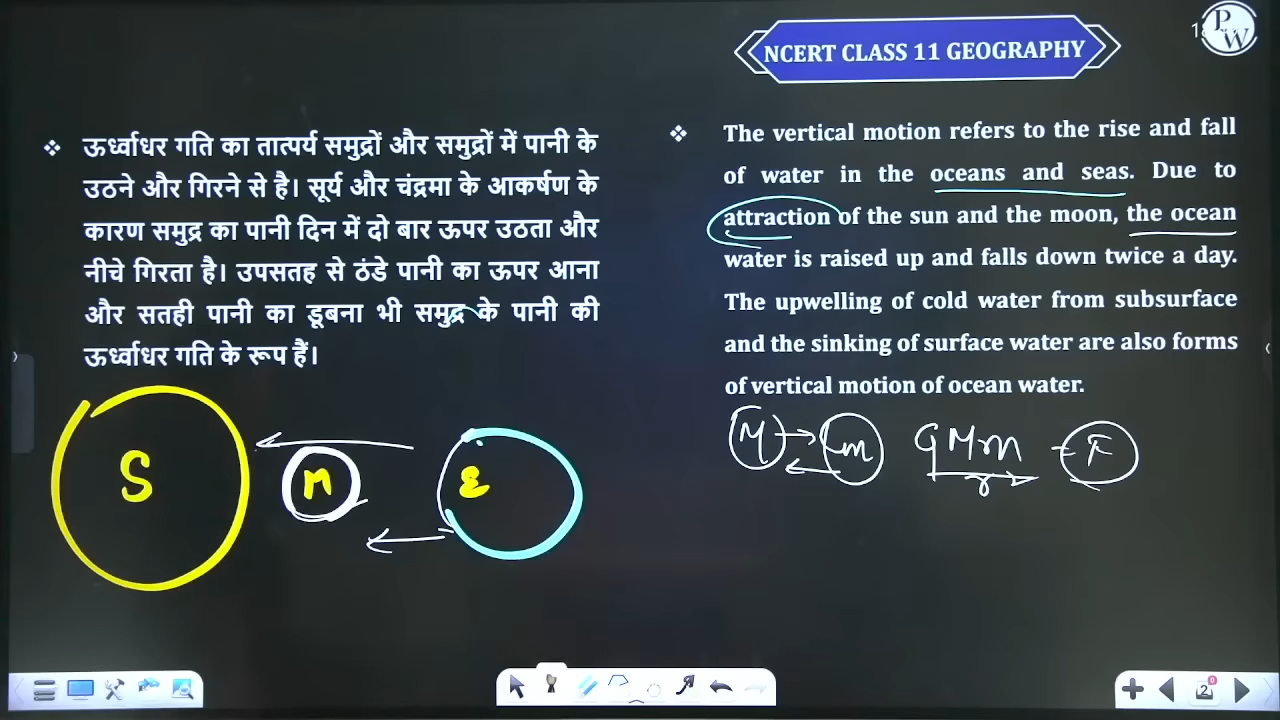 NCERT CLASS 11 GEOGRAPHY
PW
❖ ऊर्ध्वाधर गति का तात्पर्य समुद्रों और समुद्रों में पानी के
उठने और गिरने से है। सूर्य और चंद्रमा के आकर्षण के
कारण समुद्र का पानी दिन में दो बार ऊपर उठता और
नीचे गिरता है। उपसतह से ठंडे पानी का ऊपर आना
और सतही पानी का डूबना भी समुद्र के पानी की
ऊर्ध्वाधर गति के रूप हैं।
❖ The vertical motion refers to the rise and fall
of water in the oceans and seas. Due to
attraction of the sun and the moon, the ocean
water is raised up and falls down twice a day.
The upwelling of cold water from subsurface
and the sinking of surface water are also forms
of vertical motion of ocean water.
S M E
M m GMm F
r
2